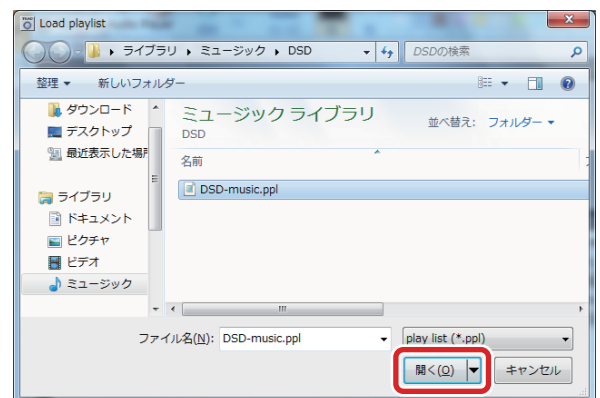 Load playlist
ライブラリ ▸ ミュージック ▸ DSD
DSDの検索
整理 ▼ 新しいフォルダー
ダウンロード
デスクトップ
最近表示した場所
ライブラリ
ドキュメント
ピクチャ
ビデオ
ミュージック
ミュージック ライブラリ
DSD
並べ替え: フォルダー ▼
名前
DSD-music.ppl
ファイル名(N): DSD-music.ppl
play list (*.ppl)
開く(O)
キャンセル